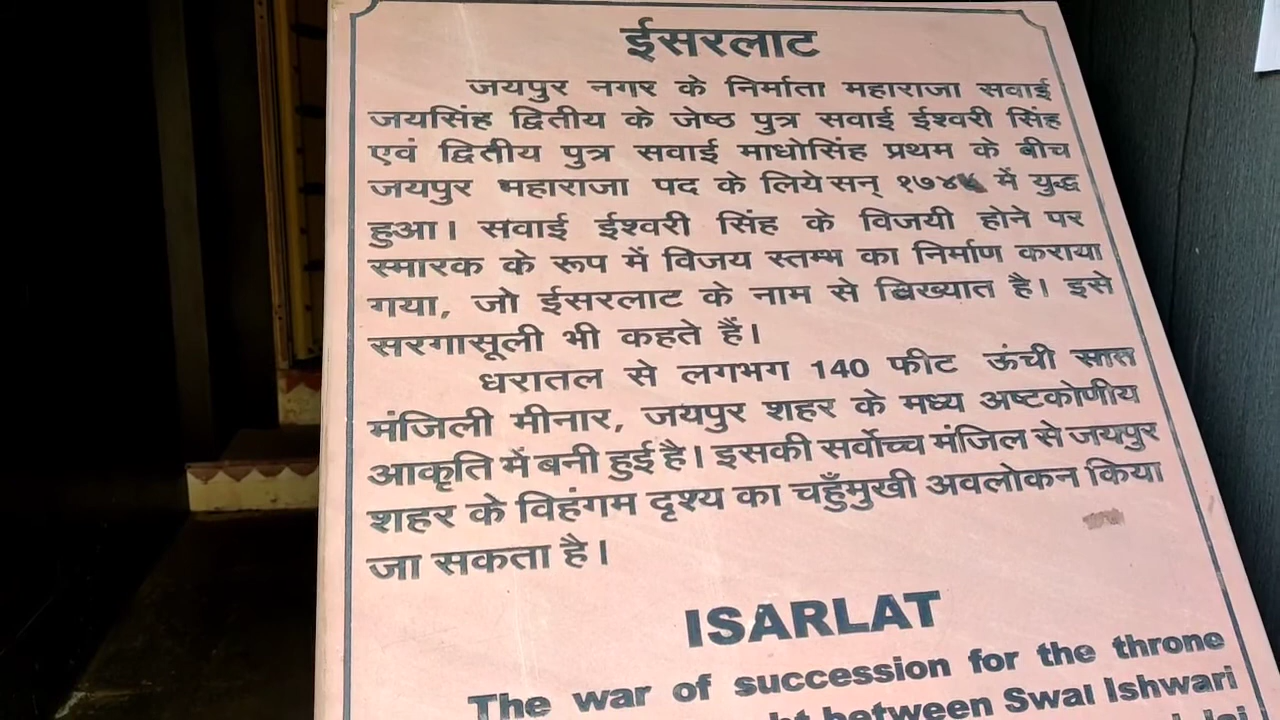 ईसरलाट
जयपुर नगर के निर्माता महाराजा सवाई
जयसिंह द्वितीय के जेष्ठ पुत्र सवाई ईश्वरी सिंह
एवं द्वितीय पुत्र सवाई माधोसिंह प्रथम के बीच
जयपुर महाराजा पद के लिये सन् में युद्ध
हुआ। सवाई ईश्वरी सिंह के विजयी होने पर
स्मारक के रूप में विजय स्तम्भ का निर्माण कराया
गया, जो ईसरलाट के नाम से विख्यात है। इसे
सरगासूली भी कहते हैं।
धरातल से लगभग 140 फीट ऊंची सात
मंजिली मीनार, जयपुर शहर के मध्य अष्टकोणीय
आकृति में बनी हुई है। इसकी सर्वोच्च मंजिल से जयपुर
शहर के विहंगम दृश्य का चहुँमुखी अवलोकन किया
जा सकता है।
ISARLAT
The war of succession for the throne
between Swai Ishwari